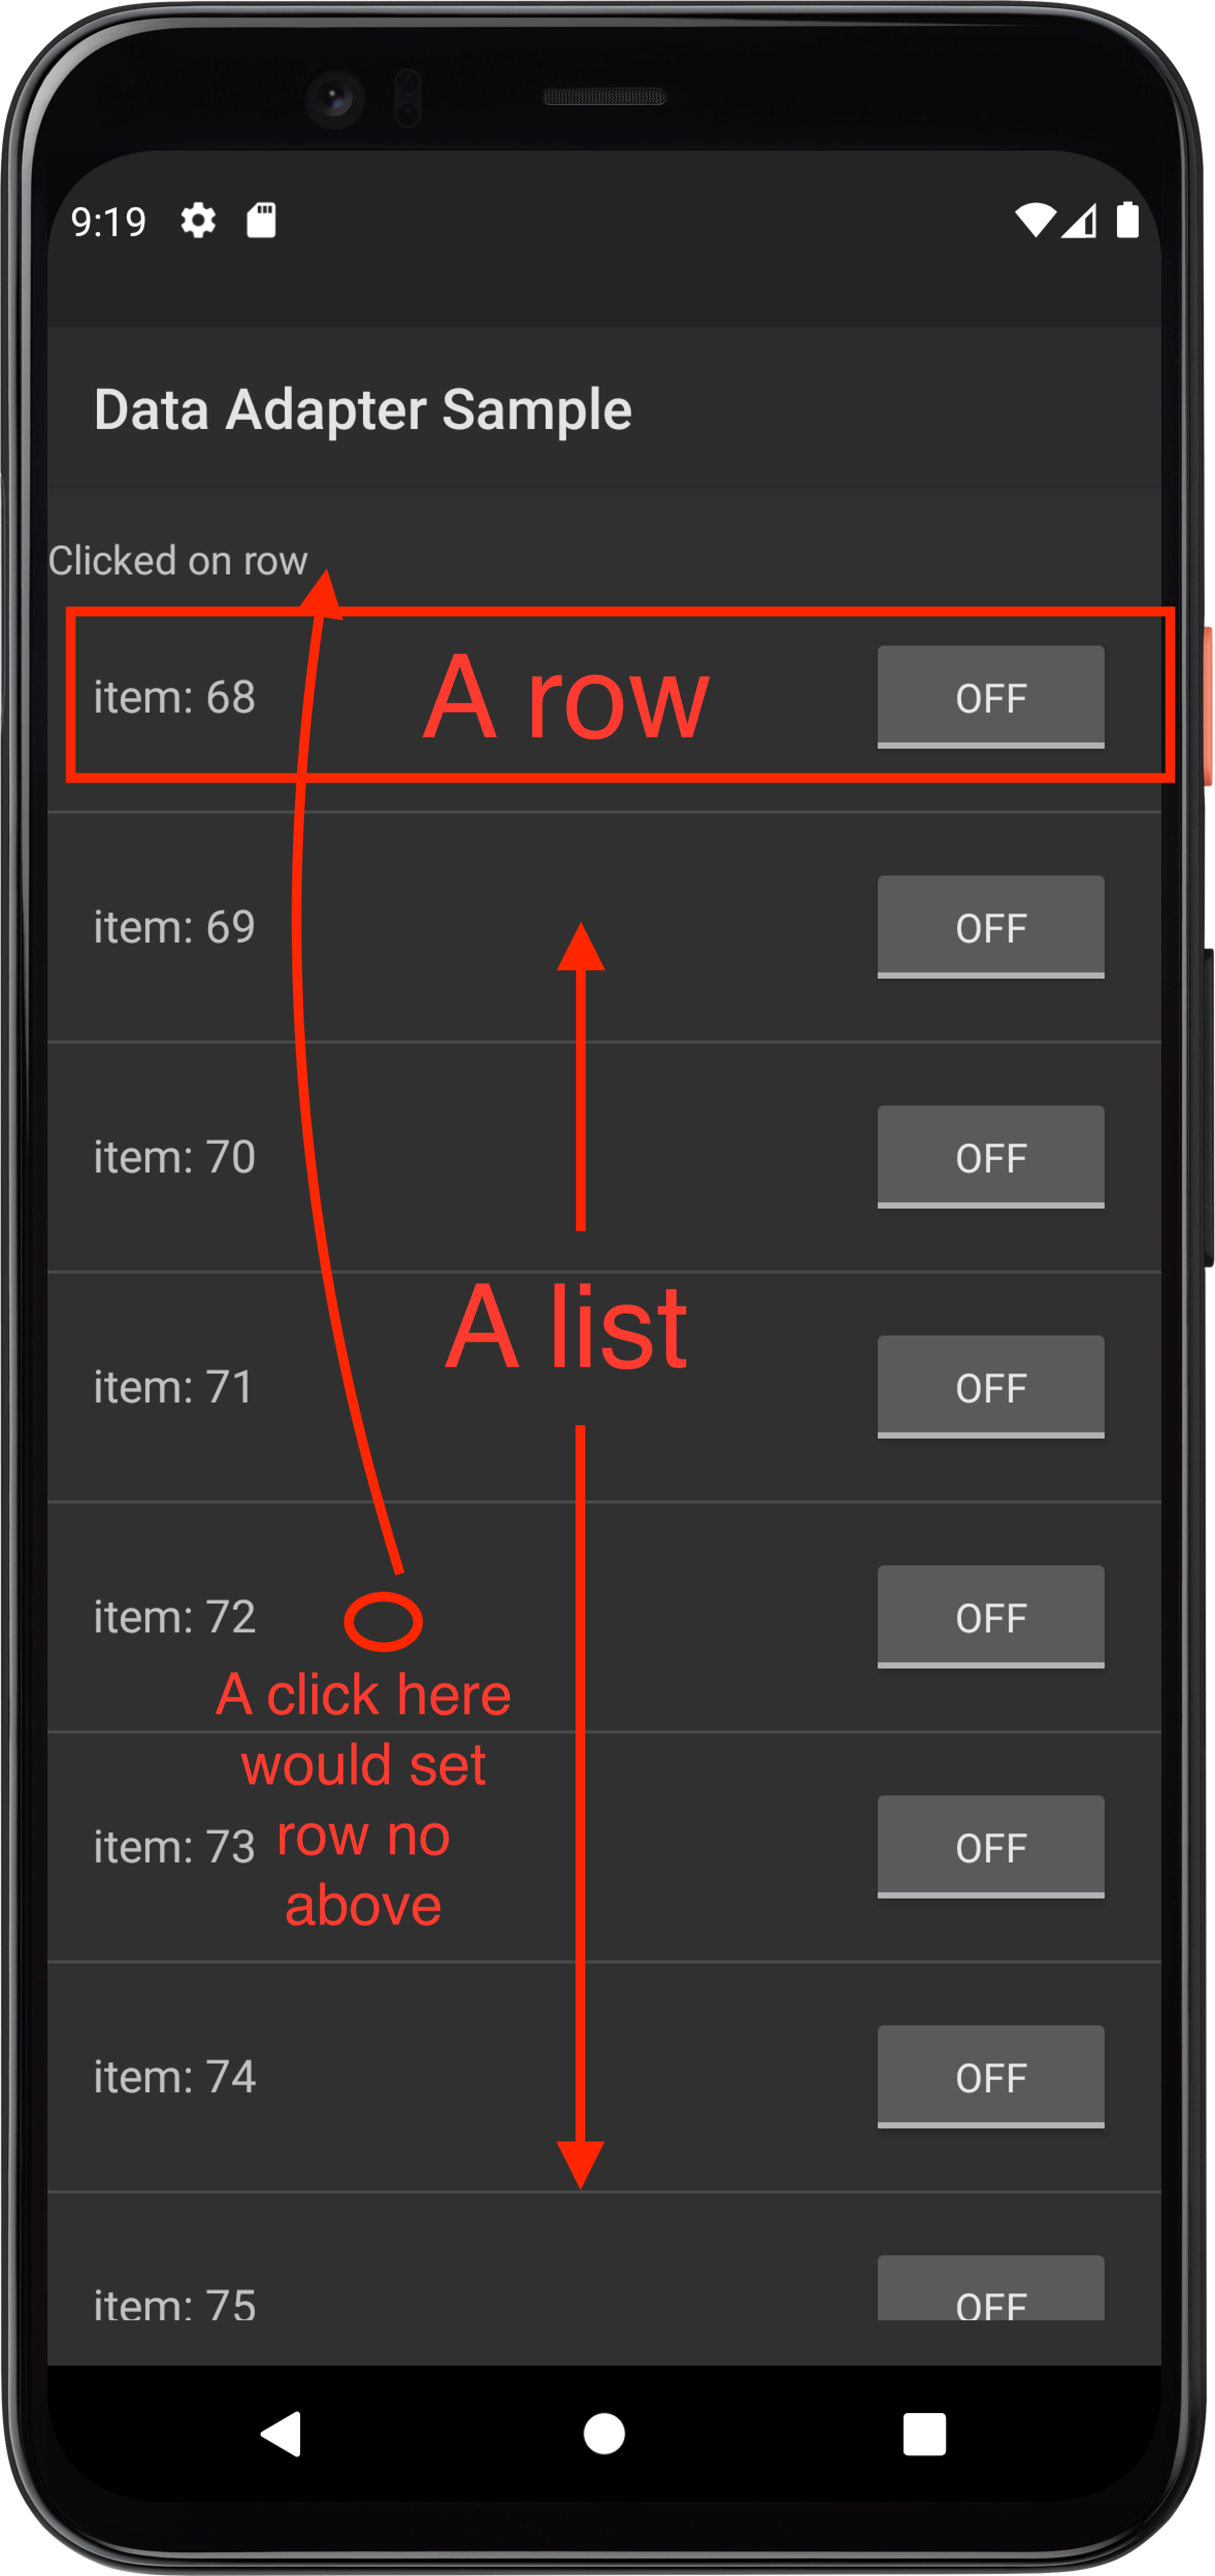 9:19
Data Adapter Sample
Clicked on row
item: 68 A row OFF
item: 69 OFF
item: 70 OFF
A list
item: 71 OFF
item: 72 OFF
A click here
would set
item: 73 row no OFF
above
item: 74 OFF
item: 75 OFF